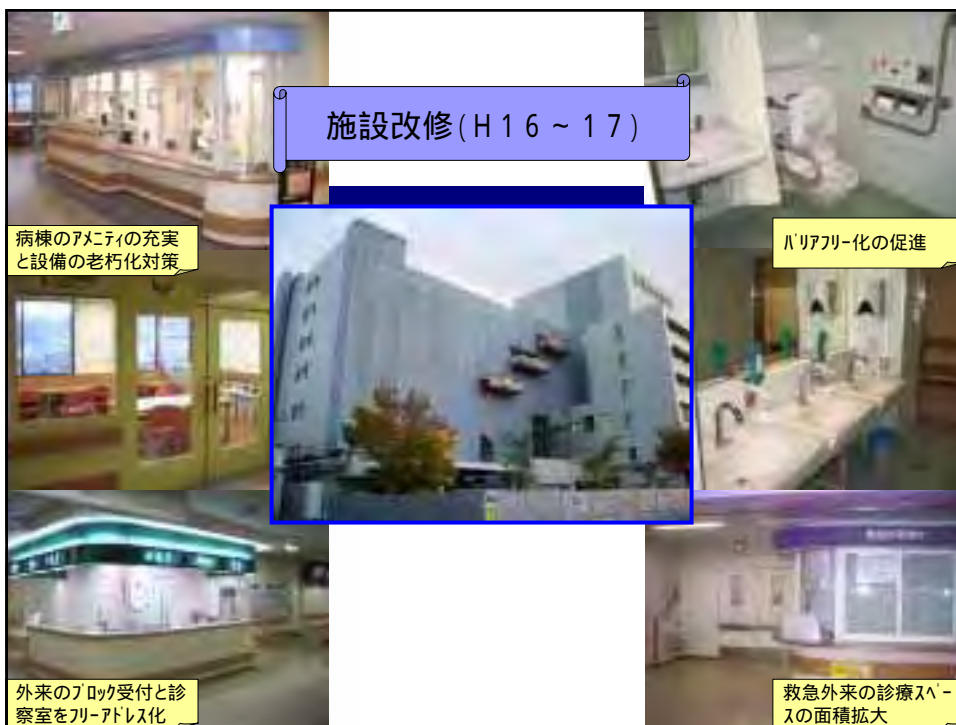 施設改修(H16～17)
病棟のアメニティの充実
と設備の老朽化対策
バリアフリー化の促進
外来のブロック受付と診
察室をフリーアドレス化
救急外来の診療スペー
スの面積拡大